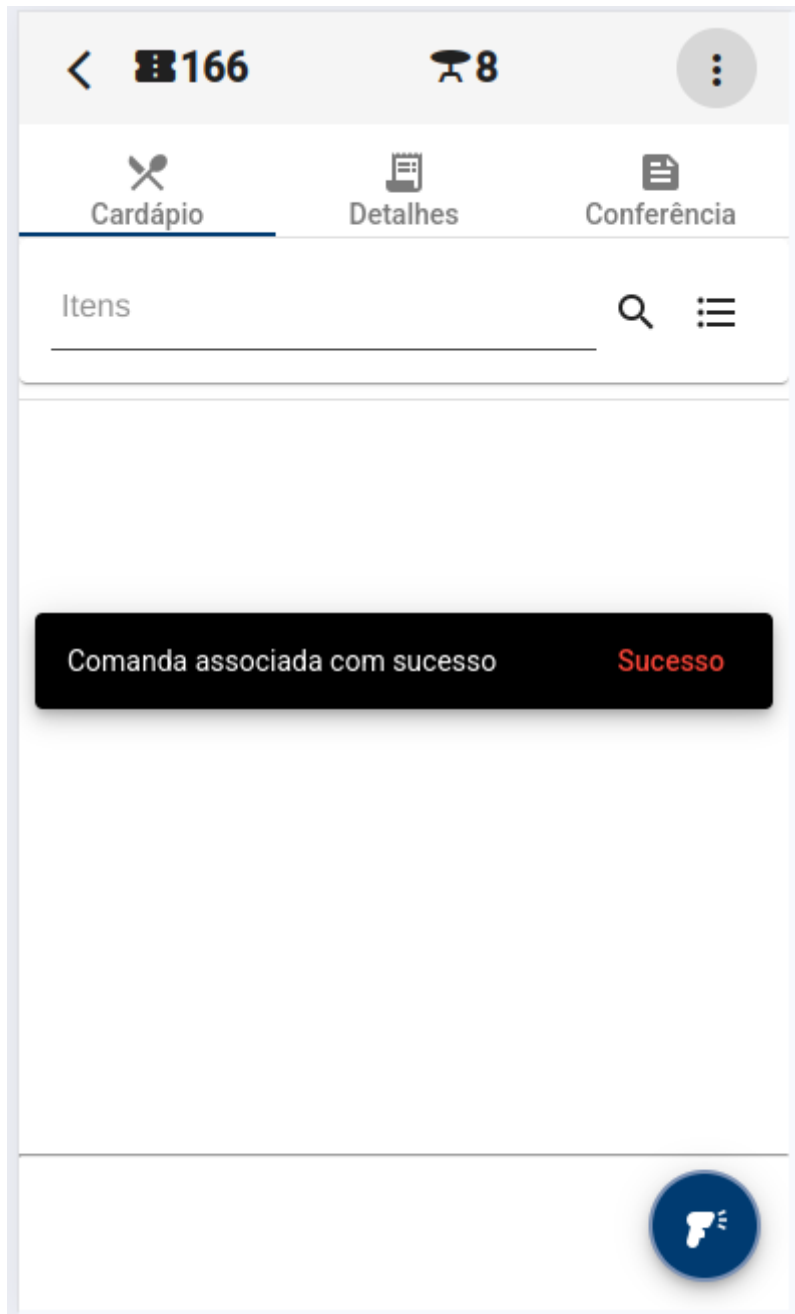 166 8
Cardápio Detalhes Conferência
Itens
Comanda associada com sucesso Sucesso